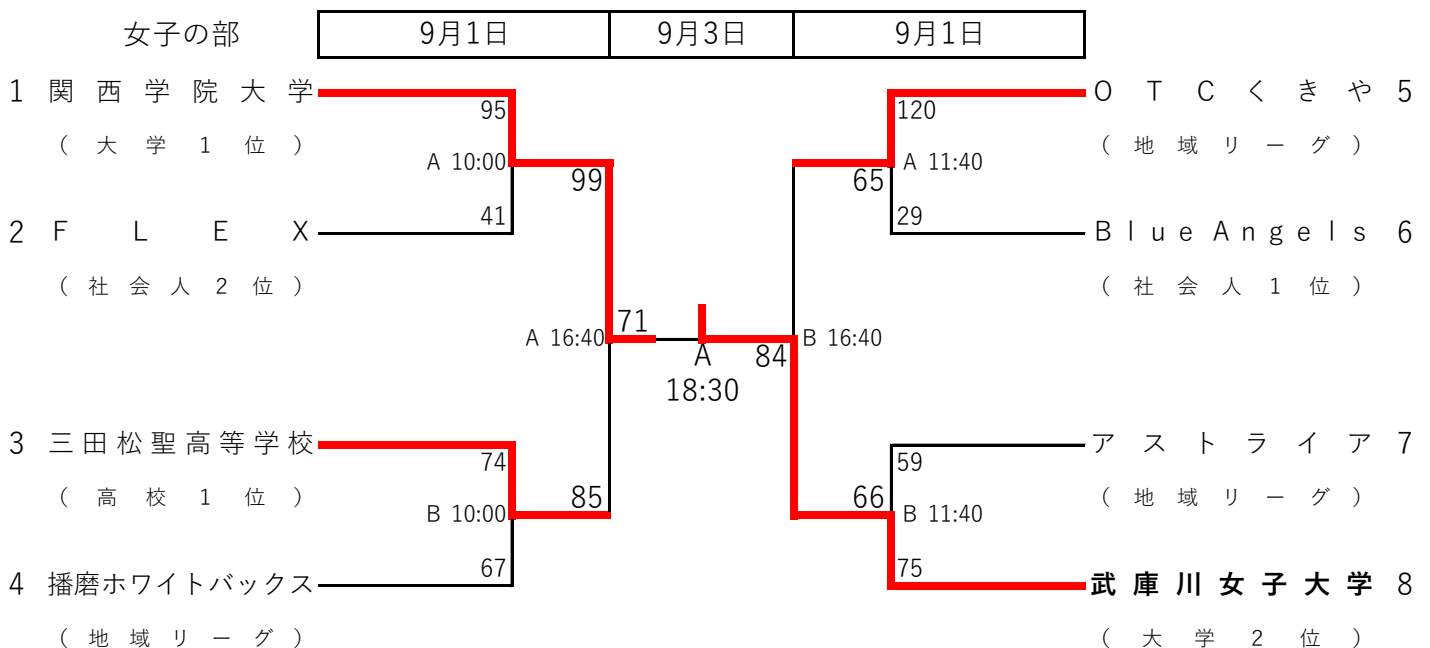 女子の部 9月1日 9月3日 9月1日
1 関西学院大学 95 120 OTCくきや 5
(大学1位) A 10:00 99 65 A 11:40 (地域リーグ)
2 FLEX 41 29 Blue Angels 6
(社会人2位) (社会人1位)
A 16:40 71 A 84 B 16:40
18:30
3 三田松聖高等学校 74 59 アストライア 7
(高校1位) B 10:00 85 66 B 11:40 (地域リーグ)
4 播磨ホワイトバックス 67 75 武庫川女子大学 8
(地域リーグ) (大学2位)